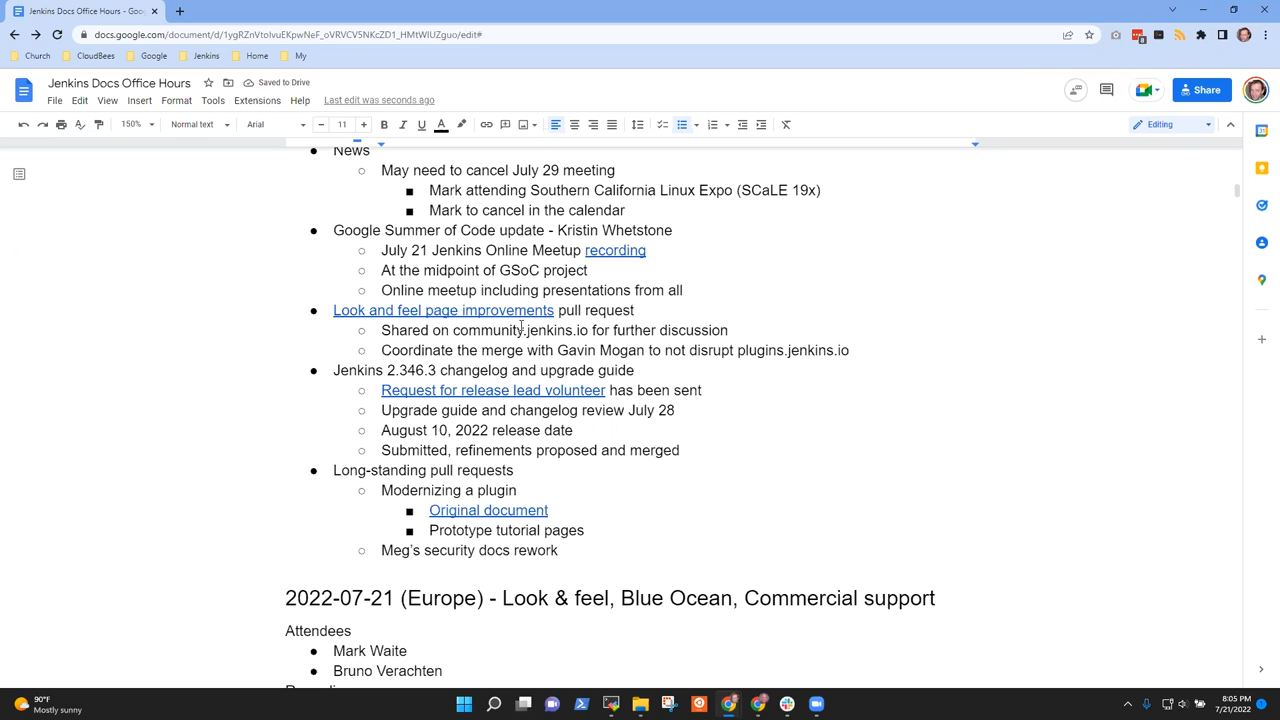 Jenkins Docs Office Hours - Goog
docs.google.com/document/d/1ygRZnVtoIvuEKpwNeF_oVRVCV5NKcZD1_HMtWIUZguo/edit#
Church CloudBees Google Jenkins Home My
Jenkins Docs Office Hours
Saved to Drive
File Edit View Insert Format Tools Extensions Help Last edit was seconds ago
Share
150% Normal text Arial 11 Editing
News
May need to cancel July 29 meeting
Mark attending Southern California Linux Expo (SCaLE 19x)
Mark to cancel in the calendar
Google Summer of Code update - Kristin Whetstone
July 21 Jenkins Online Meetup recording
At the midpoint of GSoC project
Online meetup including presentations from all
Look and feel page improvements pull request
Shared on community.jenkins.io for further discussion
Coordinate the merge with Gavin Mogan to not disrupt plugins.jenkins.io
Jenkins 2.346.3 changelog and upgrade guide
Request for release lead volunteer has been sent
Upgrade guide and changelog review July 28
August 10, 2022 release date
Submitted, refinements proposed and merged
Long-standing pull requests
Modernizing a plugin
Original document
Prototype tutorial pages
Meg's security docs rework
2022-07-21 (Europe) - Look & feel, Blue Ocean, Commercial support
Attendees
Mark Waite
Bruno Verachten
90°F
Mostly sunny
8:05 PM
7/21/2022